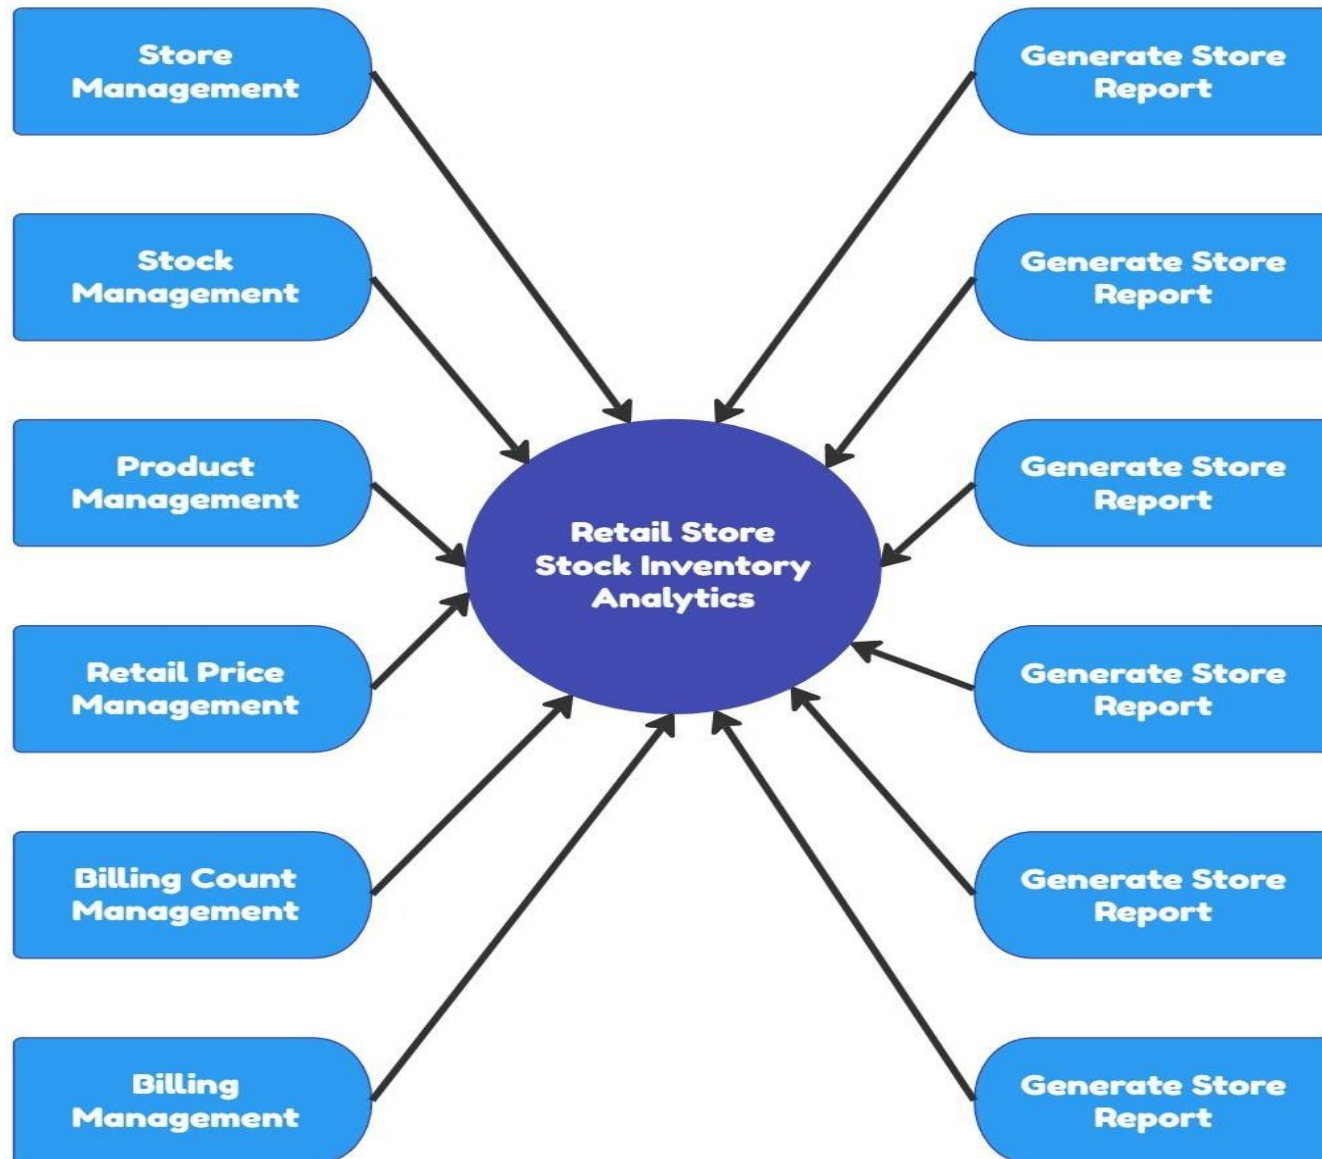 Store
Management
Generate Store
Report
Stock
Management
Generate Store
Report
Product
Management
Generate Store
Report
Retail Store
Stock Inventory
Analytics
Retail Price
Management
Generate Store
Report
Billing Count
Management
Generate Store
Report
Billing
Management
Generate Store
Report